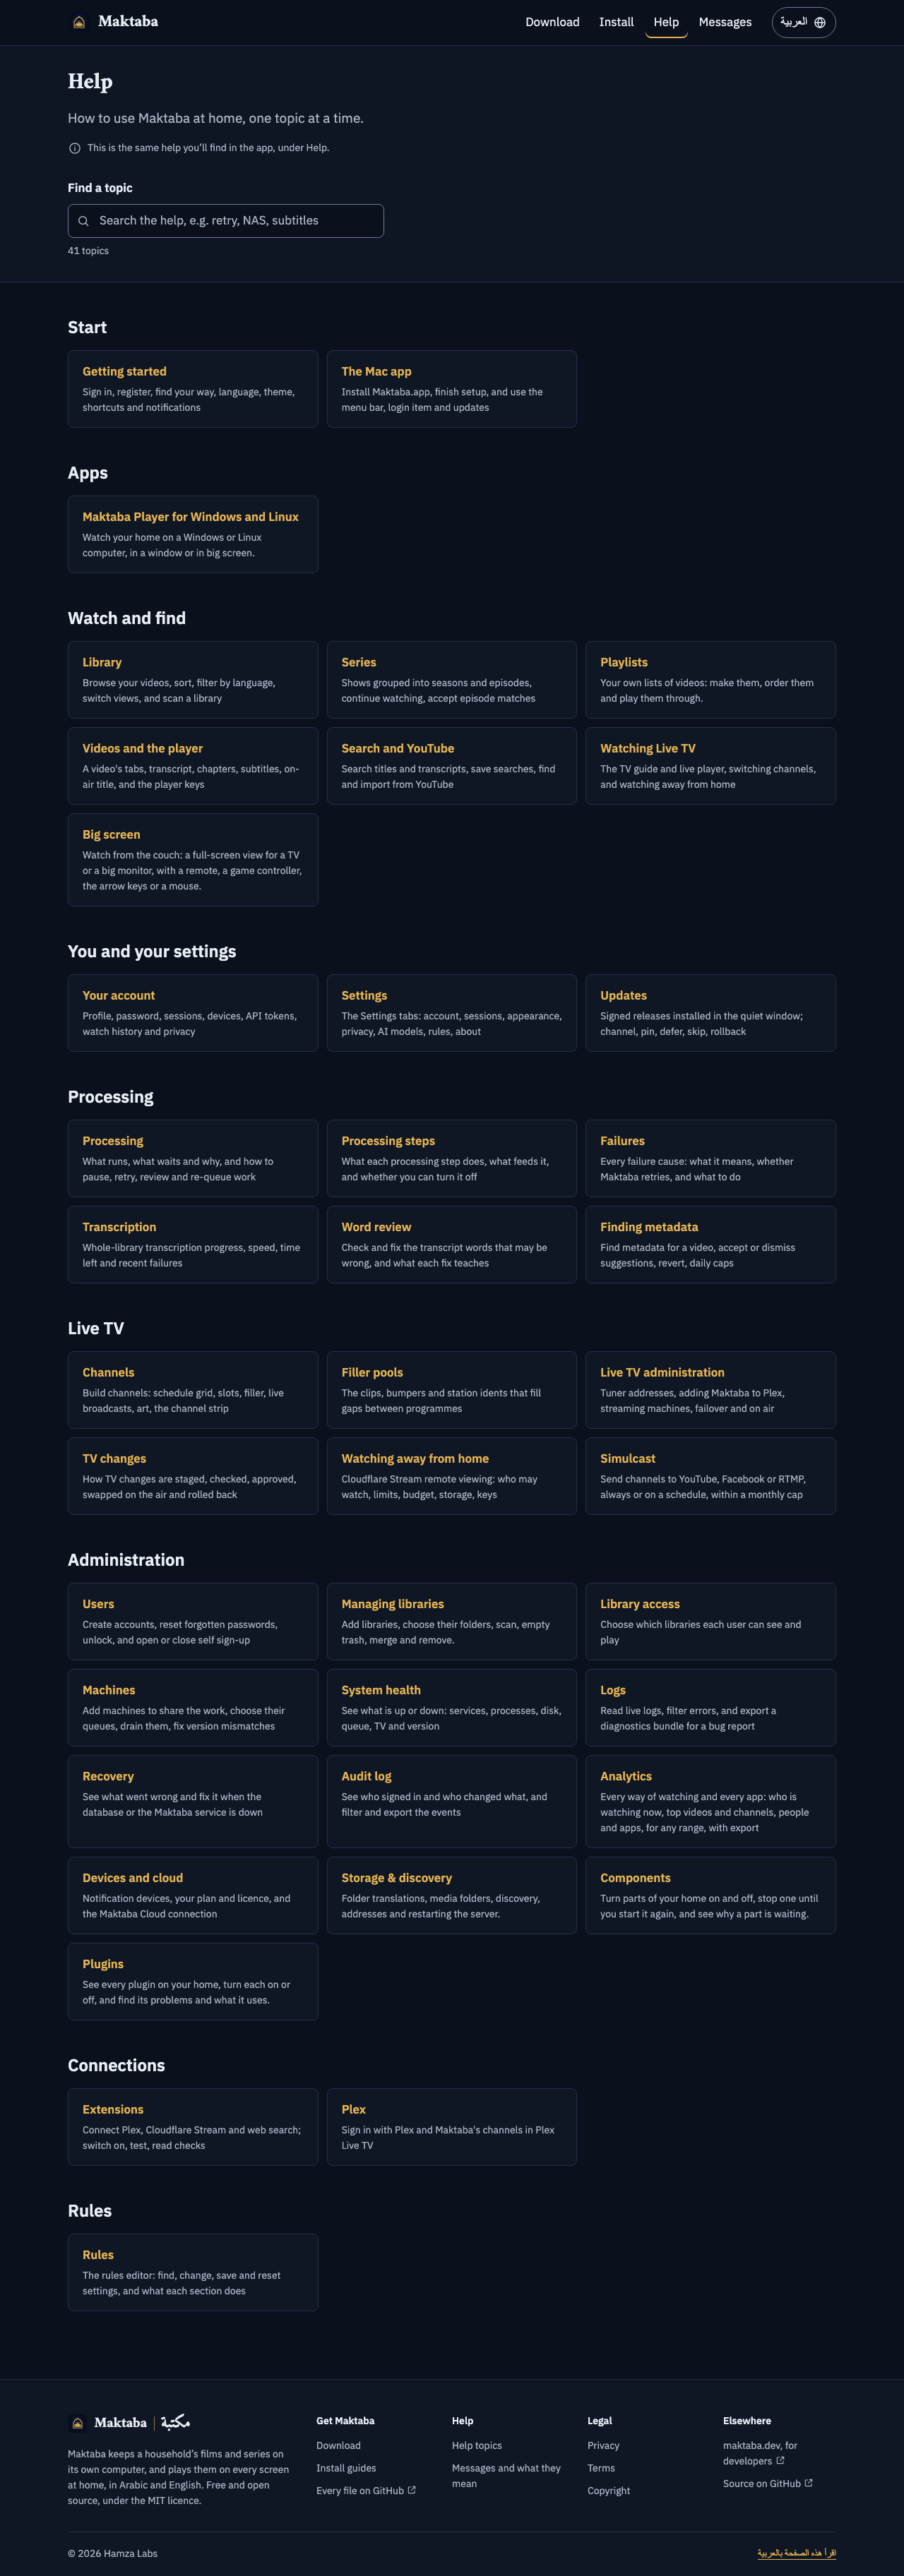 Maktaba
Download
Install
Help
Messages
العربية
Help
How to use Maktaba at home, one topic at a time.
This is the same help you'll find in the app, under Help.
Find a topic
Search the help, e.g. retry, NAS, subtitles
41 topics
Start
Getting started
Sign in, register, find your way, language, theme,
shortcuts and notifications
The Mac app
Install Maktaba.app, finish setup, and use the
menu bar, login item and updates
Apps
Maktaba Player for Windows and Linux
Watch your home on a Windows or Linux
computer, in a window or in big screen.
Watch and find
Library
Browse your videos, sort, filter by language,
switch views, and scan a library
Series
Shows grouped into seasons and episodes,
continue watching, accept episode matches
Playlists
Your own lists of videos: make them, order them
and play them through.
Videos and the player
A video's tabs, transcript, chapters, subtitles, on-
air title, and the player keys
Search and YouTube
Search titles and transcripts, save searches, find
and import from YouTube
Watching Live TV
The TV guide and live player, switching channels,
and watching away from home
Big screen
Watch from the couch: a full-screen view for a TV
or a big monitor, with a remote, a game controller,
the arrow keys or a mouse.
You and your settings
Your account
Profile, password, sessions, devices, API tokens,
watch history and privacy
Settings
The Settings tabs: account, sessions, appearance,
privacy, AI models, rules, about
Updates
Signed releases installed in the quiet window;
channel, pin, defer, skip, rollback
Processing
Processing
What runs, what waits and why, and how to
pause, retry, review and re-queue work
Processing steps
What each processing step does, what feeds it,
and whether you can turn it off
Failures
Every failure cause: what it means, whether
Maktaba retries, and what to do
Transcription
Whole-library transcription progress, speed, time
left and recent failures
Word review
Check and fix the transcript words that may be
wrong, and what each fix teaches
Finding metadata
Find metadata for a video, accept or dismiss
suggestions, revert, daily caps
Live TV
Channels
Build channels: schedule grid, slots, filler, live
broadcasts, art, the channel strip
Filler pools
The clips, bumpers and station idents that fill
gaps between programmes
Live TV administration
Tuner addresses, adding Maktaba to Plex,
streaming machines, failover and on air
TV changes
How TV changes are staged, checked, approved,
swapped on the air and rolled back
Watching away from home
Cloudflare Stream remote viewing: who may
watch, limits, budget, storage, keys
Simulcast
Send channels to YouTube, Facebook or RTMP,
always or on a schedule, within a monthly cap
Administration
Users
Create accounts, reset forgotten passwords,
unlock, and open or close self sign-up
Managing libraries
Add libraries, choose their folders, scan, empty
trash, merge and remove.
Library access
Choose which libraries each user can see and
play
Machines
Add machines to share the work, choose their
queues, drain them, fix version mismatches
System health
See what is up or down: services, processes, disk,
queue, TV and version
Logs
Read live logs, filter errors, and export a
diagnostics bundle for a bug report
Recovery
See what went wrong and fix it when the
database or the Maktaba service is down
Audit log
See who signed in and who changed what, and
filter and export the events
Analytics
Every way of watching and every app: who is
watching now, top videos and channels, people
and apps, for any range, with export
Devices and cloud
Notification devices, your plan and licence, and
the Maktaba Cloud connection
Storage & discovery
Folder translations, media folders, discovery,
addresses and restarting the server.
Components
Turn parts of your home on and off, stop one until
you start it again, and see why a part is waiting.
Plugins
See every plugin on your home, turn each on or
off, and find its problems and what it uses.
Connections
Extensions
Connect Plex, Cloudflare Stream and web search;
switch on, test, read checks
Plex
Sign in with Plex and Maktaba's channels in Plex
Live TV
Rules
Rules
The rules editor: find, change, save and reset
settings, and what each section does
Maktaba | مكتبة
Maktaba keeps a household's films and series on
its own computer, and plays them on every screen
at home, in Arabic and English. Free and open
source, under the MIT licence.
Get Maktaba
Download
Install guides
Every file on GitHub
Help
Help topics
Messages and what they
mean
Legal
Privacy
Terms
Copyright
Elsewhere
maktaba.dev, for
developers
Source on GitHub
© 2026 Hamza Labs
اقرأ هذه الصفحة بالعربية